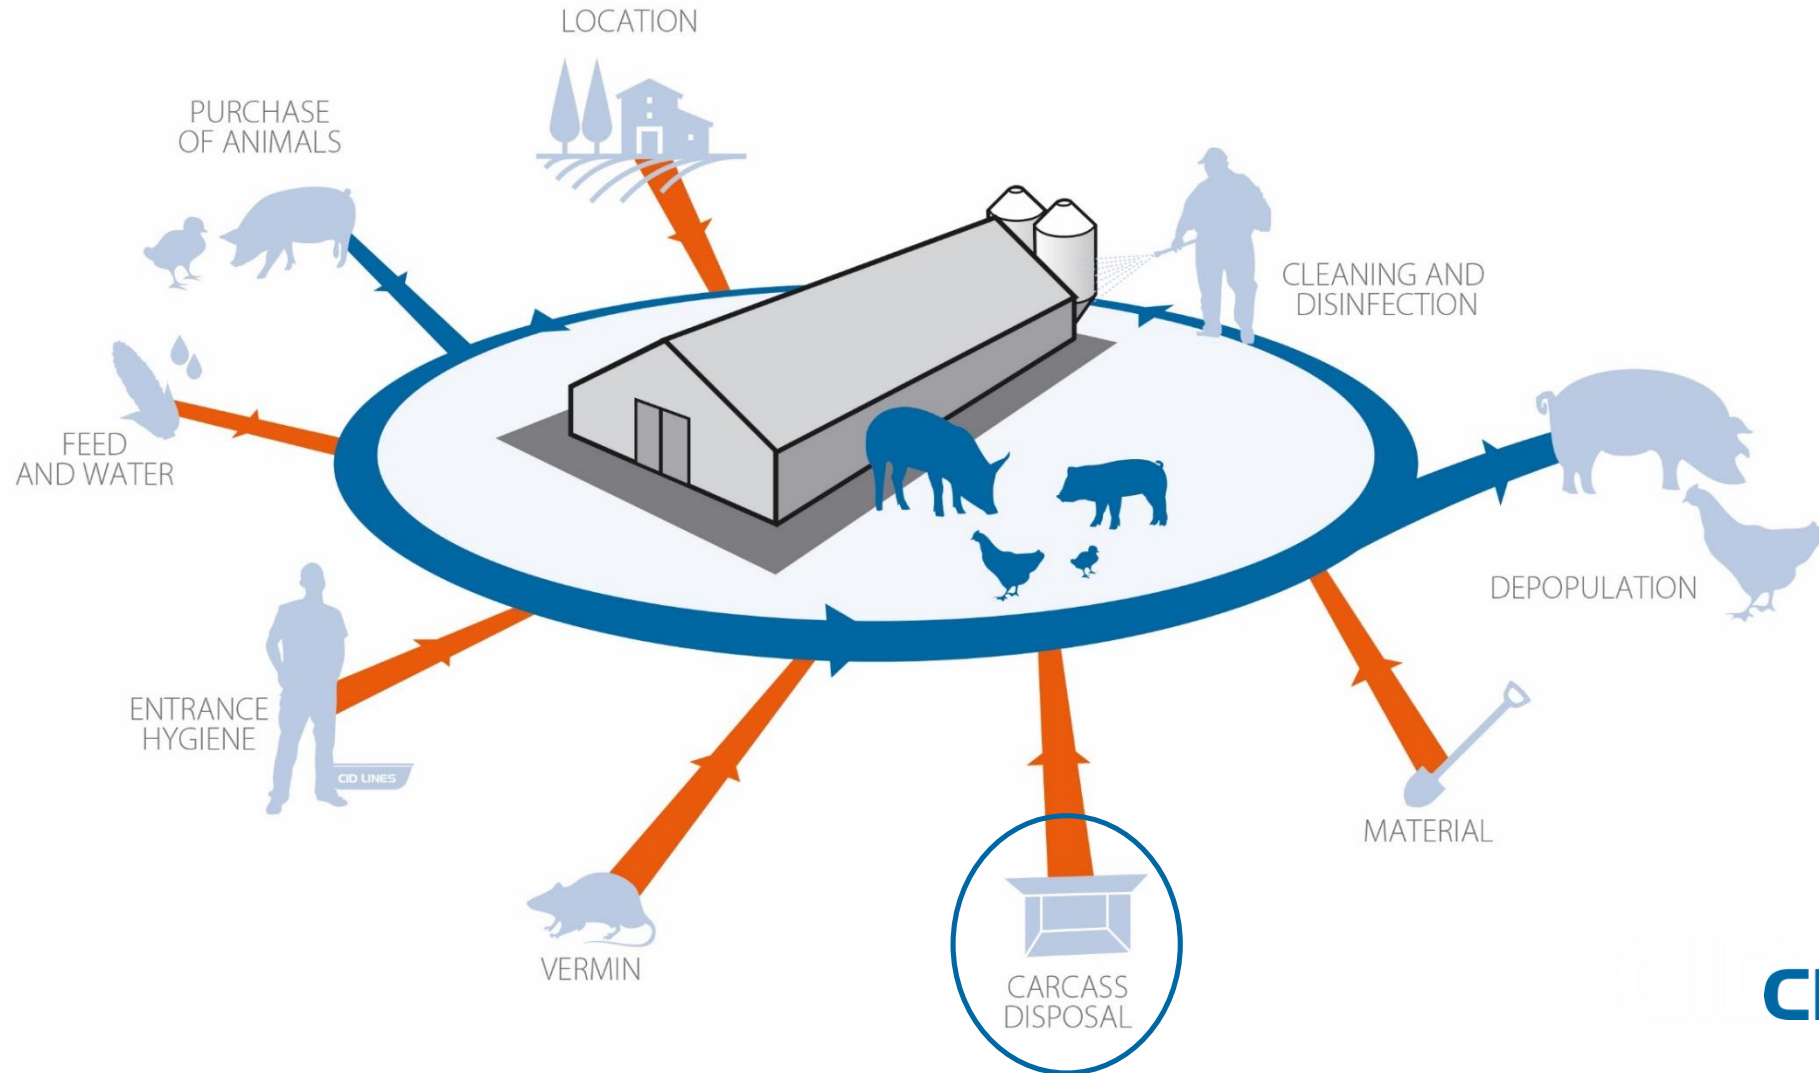 LOCATION
PURCHASE
OF ANIMALS
CLEANING AND
DISINFECTION
FEED
AND WATER
DEPOPULATION
ENTRANCE
HYGIENE
CID LINES
MATERIAL
VERMIN
CARCASS
DISPOSAL